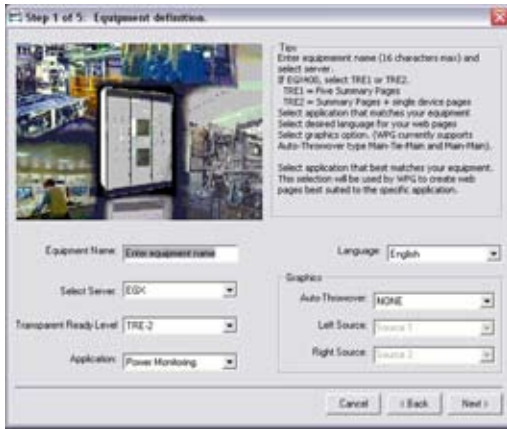 Step 1 of 5: Equipment definition.
Tips
Enter equipmement name (16 characters max) and
select server.
If EGX400, select TRE1 or TRE2.
TRE1 = Five Summary Pages
TRE2 = Summary Pages + single device pages
Select application that matches your equipment
Select desired language for your web pages
Select graphics option. (WPG currently supports
Auto-Throwover type Main-Tie-Main and Main-Main).
Select application that best matches your equipment.
This selection will be used by WPG to create web
pages best suited to the specific application.
Equipment Name: Enter equipment name
Language: English
Select Server: EGX
Graphics
Auto Throwover: NONE
Transparent Ready Level: TRE-2
Left Source: Source 1
Application: Power Monitoring
Right Source: Source 2
Cancel
< Back
Next >